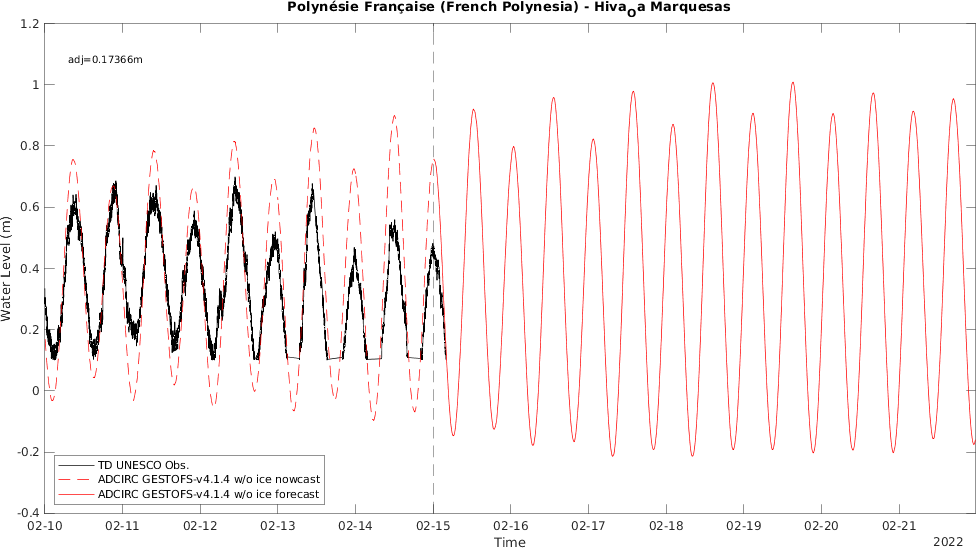 Polynésie Française (French Polynesia) - Hiva_Oa Marquesas
1.2
adj=0.17366m
1
0.8
0.6
Water Level (m)
0.4
0.2
0
-0.2
TD UNESCO Obs.
ADCIRC GESTOFS-v4.1.4 w/o ice nowcast
ADCIRC GESTOFS-v4.1.4 w/o ice forecast
-0.4
02-10 02-11 02-12 02-13 02-14 02-15 02-16 02-17 02-18 02-19 02-20 02-21
Time
2022